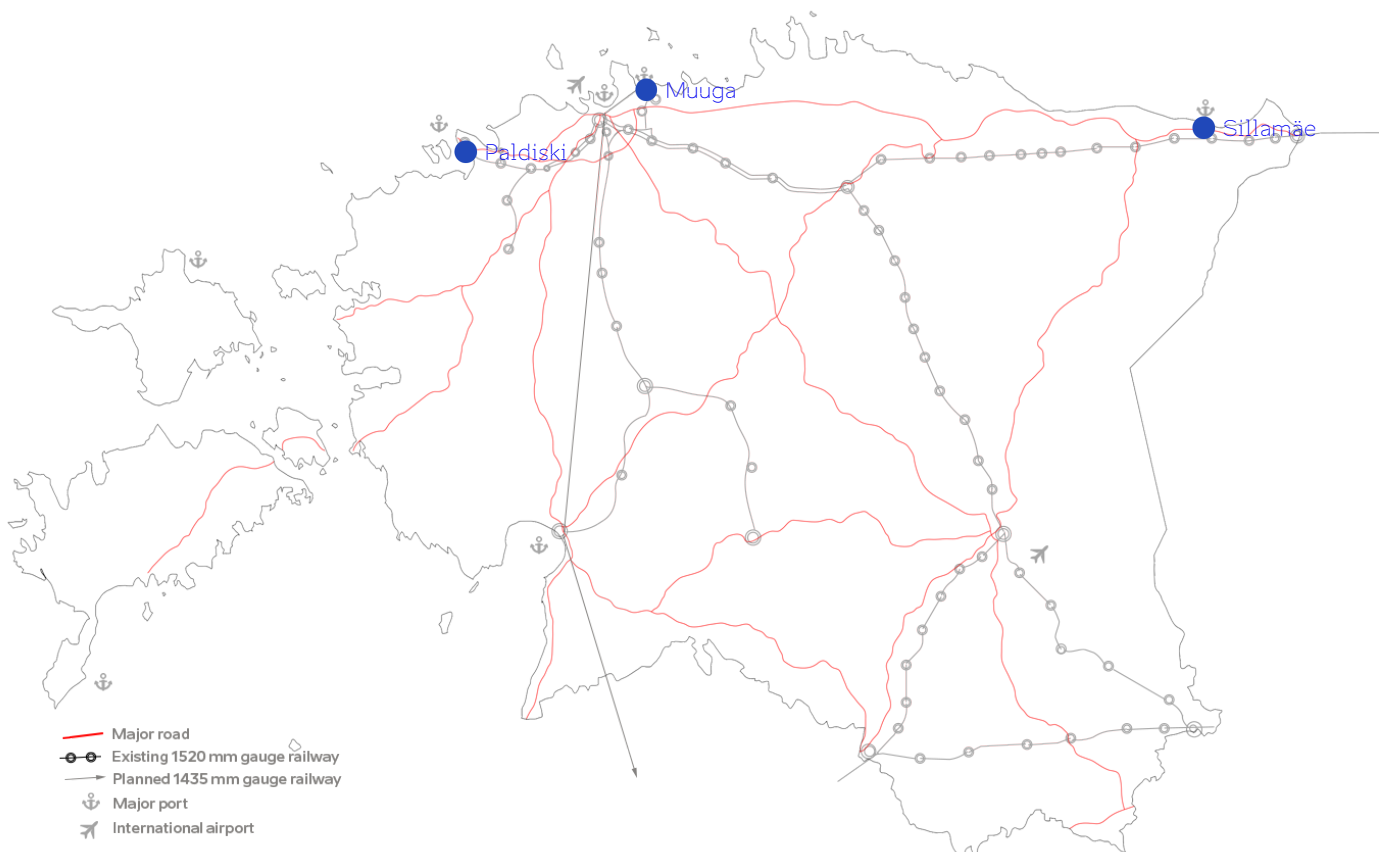 Muuga
Sillamäe
Paldiski
Major road
Existing 1520 mm gauge railway
Planned 1435 mm gauge railway
Major port
International airport